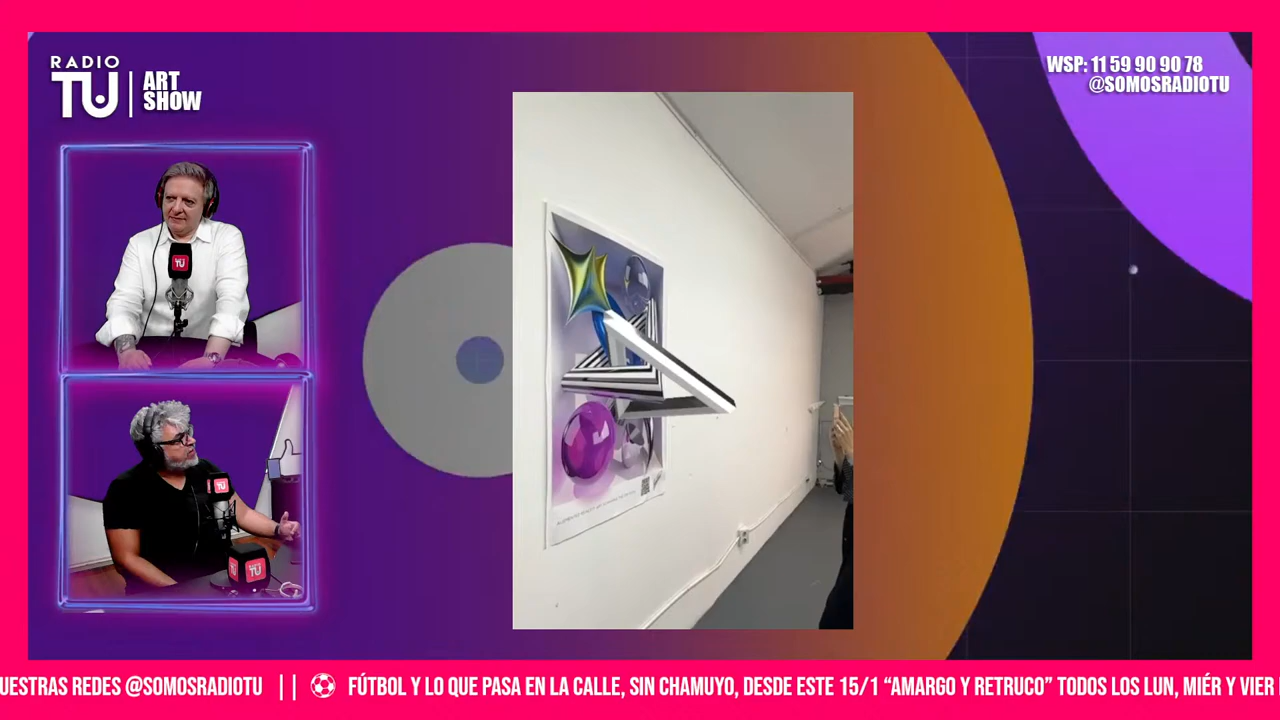 RADIO
TU
ART
SHOW
WSP: 11 59 90 90 78
@SOMOSRADIOTU
TU
TU
TU
UESTRAS REDES @SOMOSRADIOTU || FÚTBOL Y LO QUE PASA EN LA CALLE, SIN CHAMUYO, DESDE ESTE 15/1 “AMARGO Y RETRUCO” TODOS LOS LUN, MIÉR Y VIER